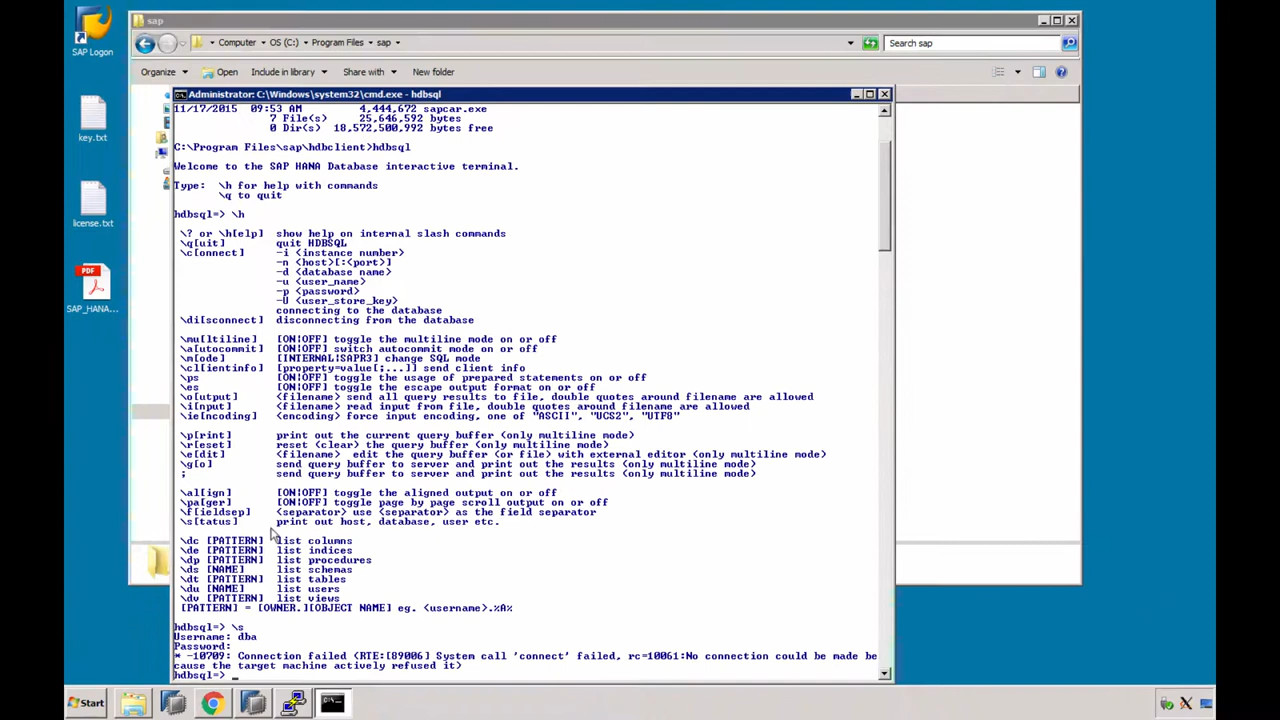 SAP Logon
key.txt
license.txt
PDF
SAP_HANA...
sap
Computer
OS (C:)
Program Files
sap
Search sap
Organize
Open
Include in library
Share with
New folder
Administrator: C:\Windows\system32\cmd.exe - hdbsql
11/17/2015  09:53 AM         4,444,672 sapcar.exe
7 File(s)     25,646,592 bytes
0 Dir(s)  18,572,500,992 bytes free
C:\Program Files\sap\hdbclient>hdbsql
Welcome to the SAP HANA Database interactive terminal.
Type:  \h for help with commands
\q to quit
hdbsql=> \h
\? or \h[elp]  show help on internal slash commands
\q[uit]        quit HDBSQL
\c[onnect]     -i <instance number>
-n <host>[:<port>]
-d <database name>
-u <user_name>
-p <password>
-U <user_store_key>
connecting to the database
\di[sconnect]  disconnecting from the database
\mu[ltiline]   [ON|OFF] toggle the multiline mode on or off
\a[utocommit]  [ON|OFF] switch autocommit mode on or off
\m[ode]        [INTERNAL|SAPR3] change SQL mode
\cl[ientinfo]  [property=value[;...]] send client info
\ps            [ON|OFF] toggle the usage of prepared statements on or off
\es            [ON|OFF] toggle the escape output format on or off
\o[utput]      <filename> send all query results to file, double quotes around filename are allowed
\i[nput]       <filename> read input from file, double quotes around filename are allowed
\ie[ncoding]   <encoding> force input encoding, one of "ASCII", "UCS2", "UTF8"
\p[rint]       print out the current query buffer (only multiline mode)
\r[eset]       reset (clear) the query buffer (only multiline mode)
\e[dit]        <filename>  edit the query buffer (or file) with external editor (only multiline mode)
\g[o]          send query buffer to server and print out the results (only multiline mode)
;              send query buffer to server and print out the results (only multiline mode)
\al[ign]       [ON|OFF] toggle the aligned output on or off
\pa[ger]       [ON|OFF] toggle page by page scroll output on or off
\f[ieldsep]    <separator> use <separator> as the field separator
\s[tatus]      print out host, database, user etc.
\dc [PATTERN]  list columns
\de [PATTERN]  list indices
\dp [PATTERN]  list procedures
\ds [NAME]     list schemas
\dt [PATTERN]  list tables
\du [NAME]     list users
\dv [PATTERN]  list views
[PATTERN] = [OWNER.][OBJECT NAME] eg. <username>.%A%
hdbsql=> \s
Username: dba
Password:
* -10709: Connection failed (RTE:[89006] System call 'connect' failed, rc=10061:No connection could be made be
cause the target machine actively refused it)
hdbsql=> _
Start